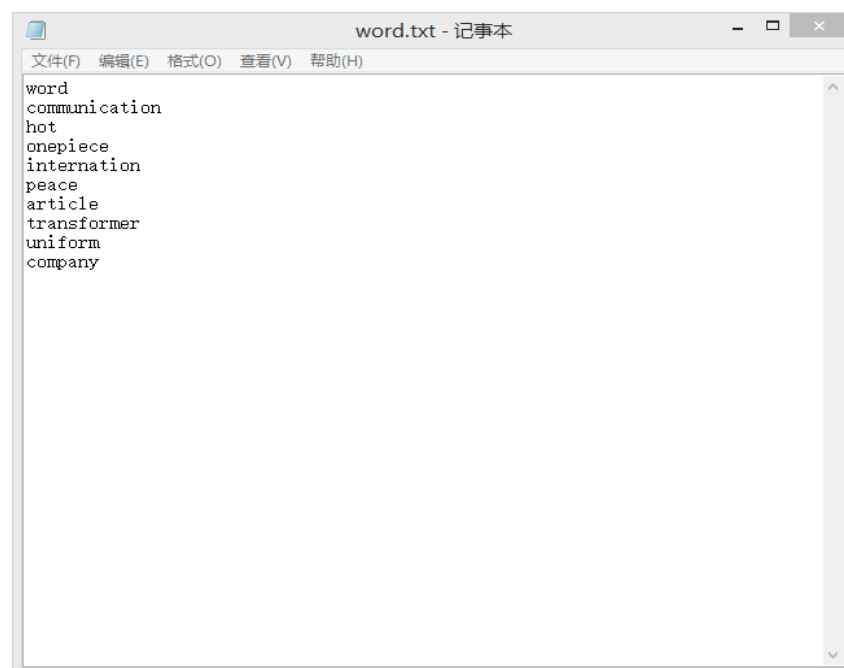 word.txt - 记事本
文件(F) 编辑(E) 格式(O) 查看(V) 帮助(H)
word
communication
hot
onepiece
internation
peace
article
transformer
uniform
company